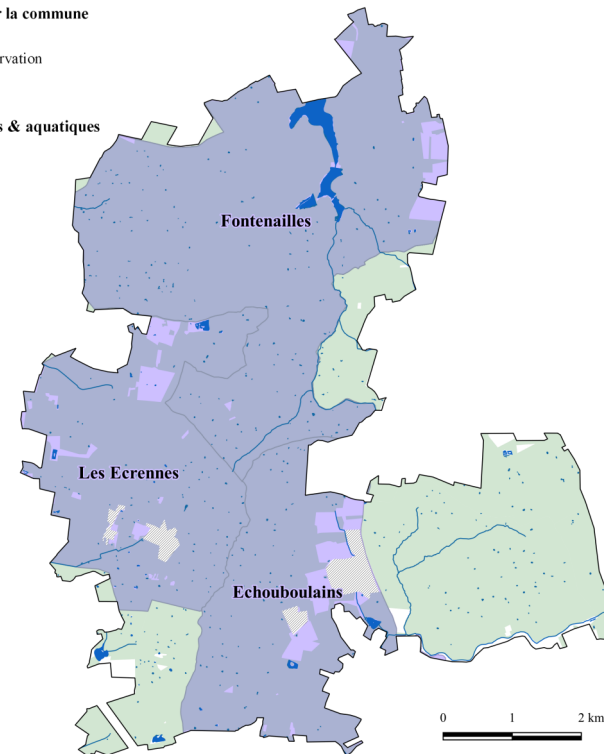 r la commune
rvation
s & aquatiques
Fontenailles
Les Ecrennes
Echouboulains
0 1 2 km